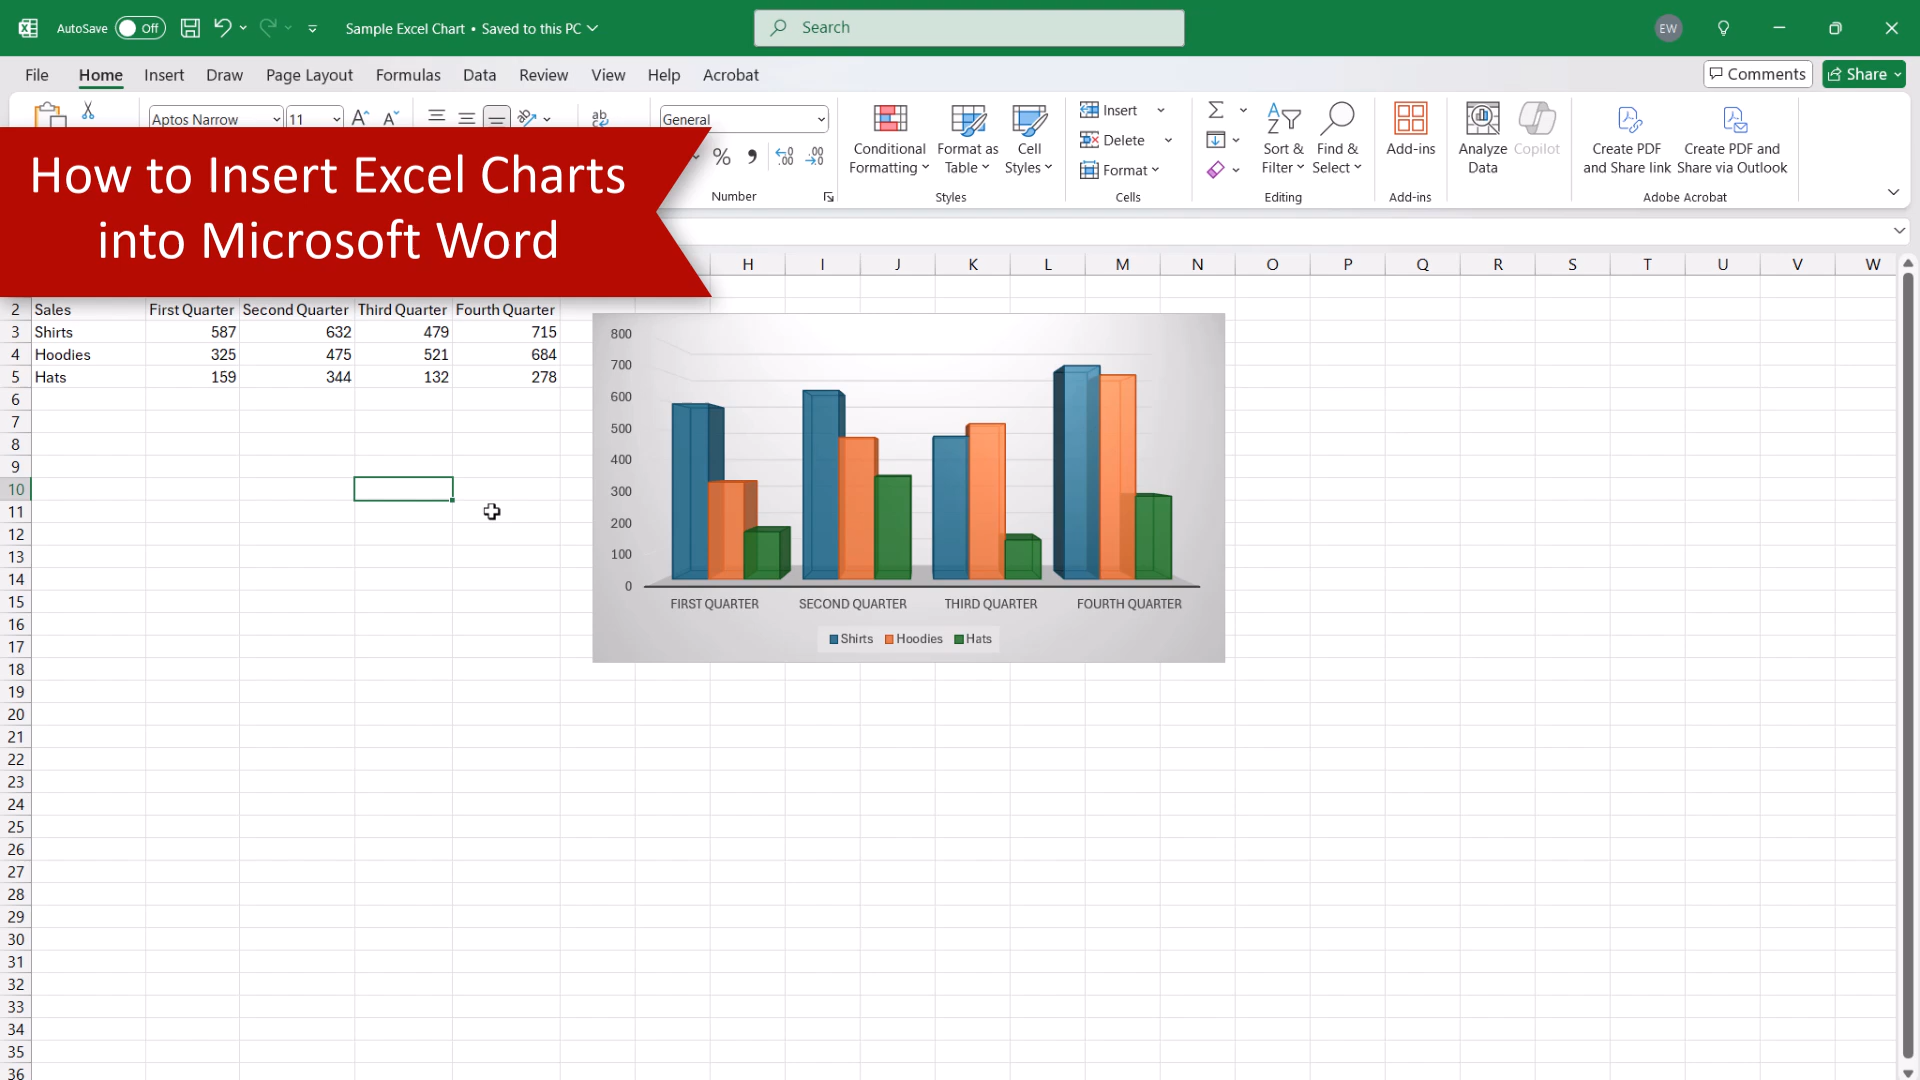 AutoSave Off Sample Excel Chart • Saved to this PC Search EW
File Home Insert Draw Page Layout Formulas Data Review View Help Acrobat Comments Share
Aptos Narrow 11 General
Conditional Formatting Format as Table Cell Styles
Insert
Delete
Format
Sort & Filter Find & Select Add-ins Analyze Data Copilot Create PDF and Share link Create PDF and Share via Outlook
Number Styles Cells Editing Add-ins Adobe Acrobat
How to Insert Excel Charts
into Microsoft Word
H I J K L M N O P Q R S T U V W
2 Sales First Quarter Second Quarter Third Quarter Fourth Quarter
3 Shirts 587 632 479 715
4 Hoodies 325 475 521 684
5 Hats 159 344 132 278
6
7
8
9
10
11
12
13
14
15
16
17
18
19
20
21
22
23
24
25
26
27
28
29
30
31
32
33
34
35
36
800
700
600
500
400
300
200
100
0
FIRST QUARTER SECOND QUARTER THIRD QUARTER FOURTH QUARTER
Shirts Hoodies Hats